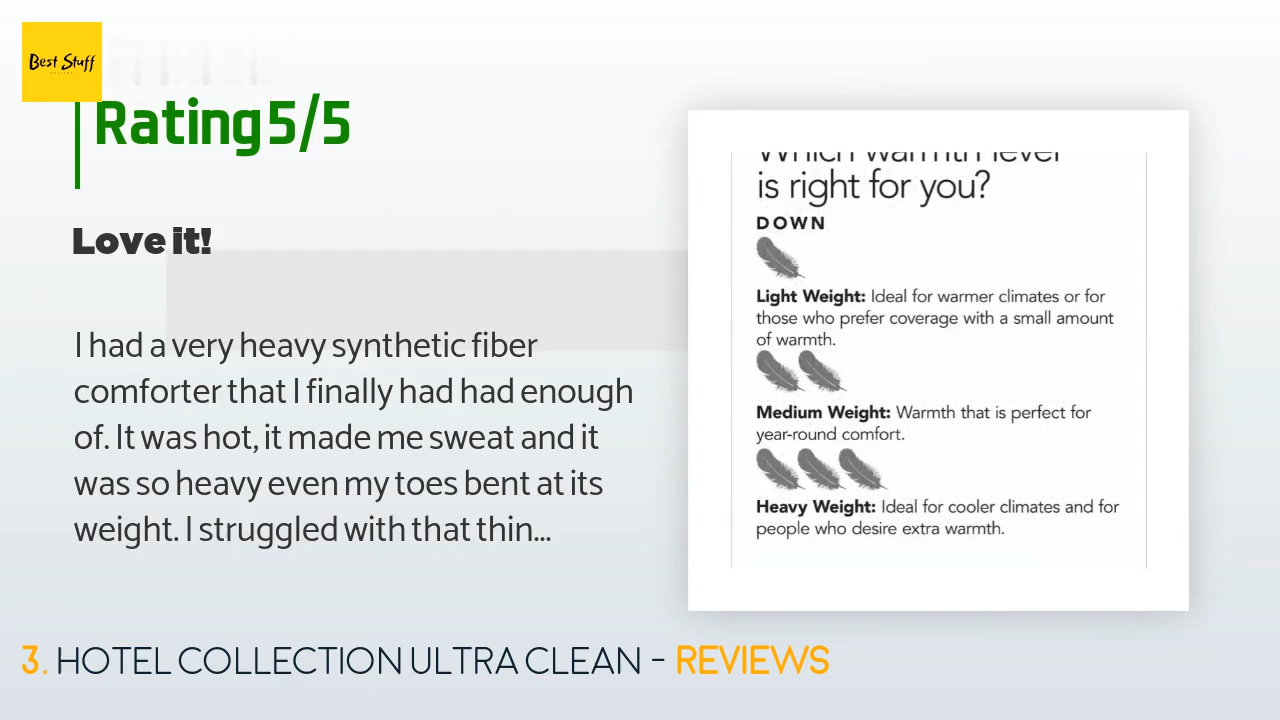 Best Stuff
Rating 5/5
Love it!
I had a very heavy synthetic fiber
comforter that I finally had had enough
of. It was hot, it made me sweat and it
was so heavy even my toes bent at its
weight. I struggled with that thin...
Which warmth level
is right for you?
DOWN
Light Weight: Ideal for warmer climates or for
those who prefer coverage with a small amount
of warmth.
Medium Weight: Warmth that is perfect for
year-round comfort.
Heavy Weight: Ideal for cooler climates and for
people who desire extra warmth.
3. HOTEL COLLECTION ULTRA CLEAN - REVIEWS